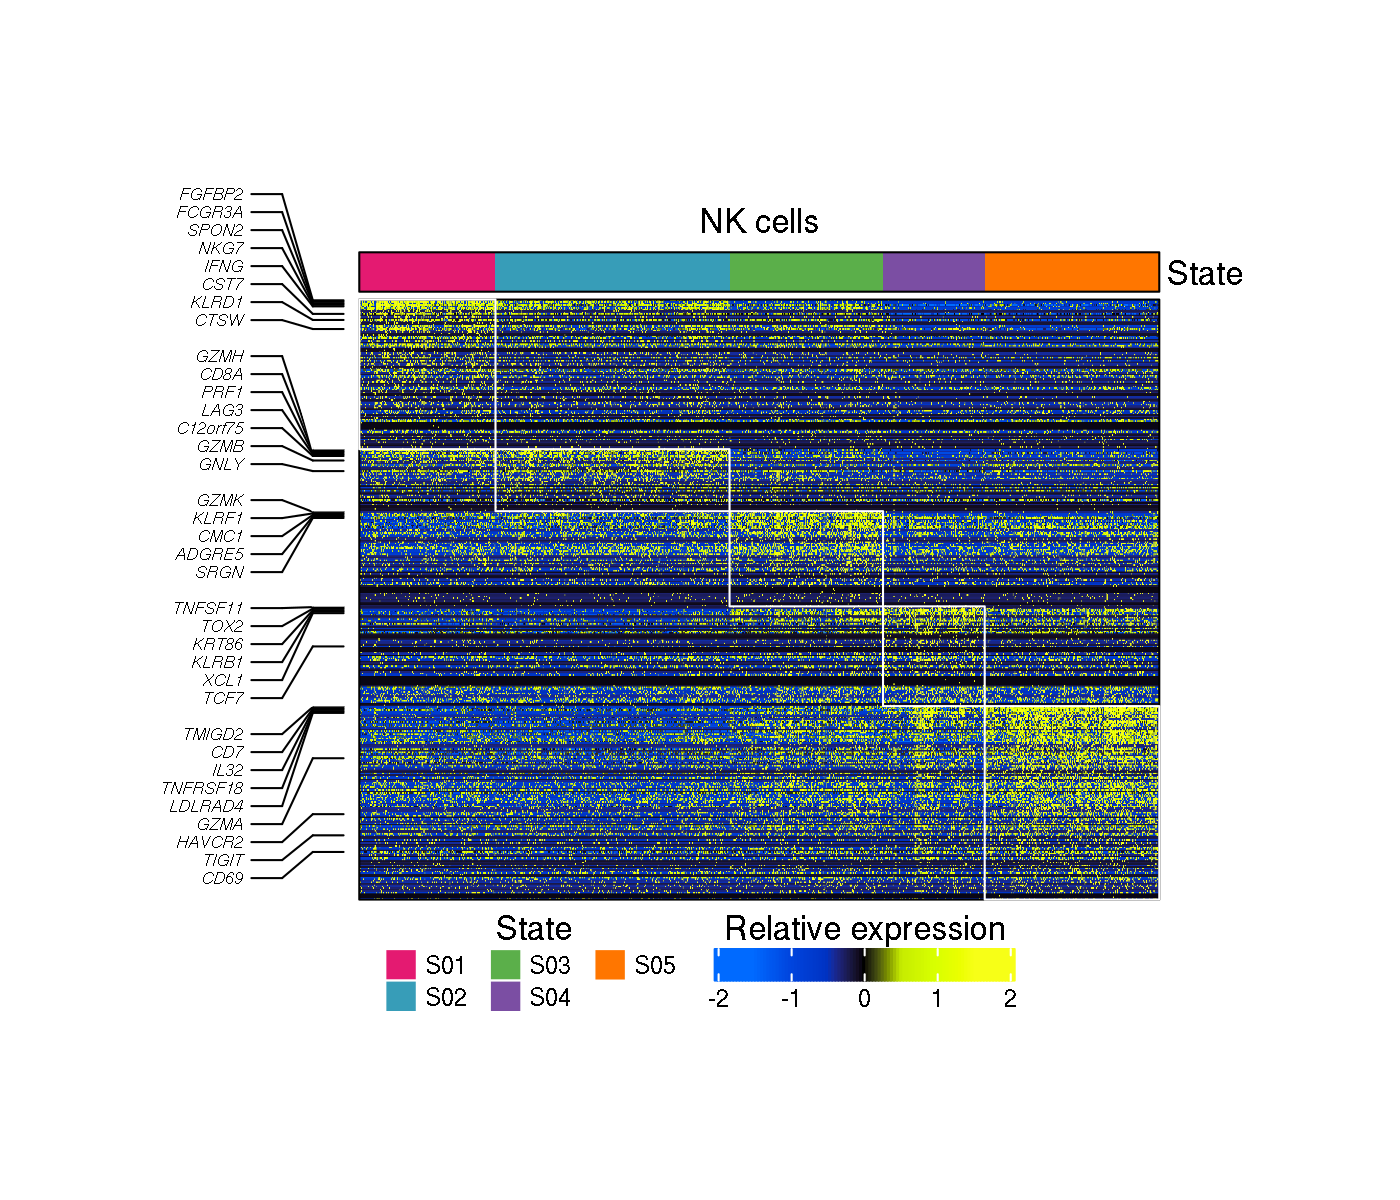 NK cells
State
FGFBP2
FCGR3A
SPON2
NKG7
IFNG
CST7
KLRD1
CTSW
GZMH
CD8A
PRF1
LAG3
C12orf75
GZMB
GNLY
GZMK
KLRF1
CMC1
ADGRE5
SRGN
TNFSF11
TOX2
KRT86
KLRB1
XCL1
TCF7
TMIGD2
CD7
IL32
TNFRSF18
LDLRAD4
GZMA
HAVCR2
TIGIT
CD69
State
S01
S02
S03
S04
S05
Relative expression
-2 -1 0 1 2